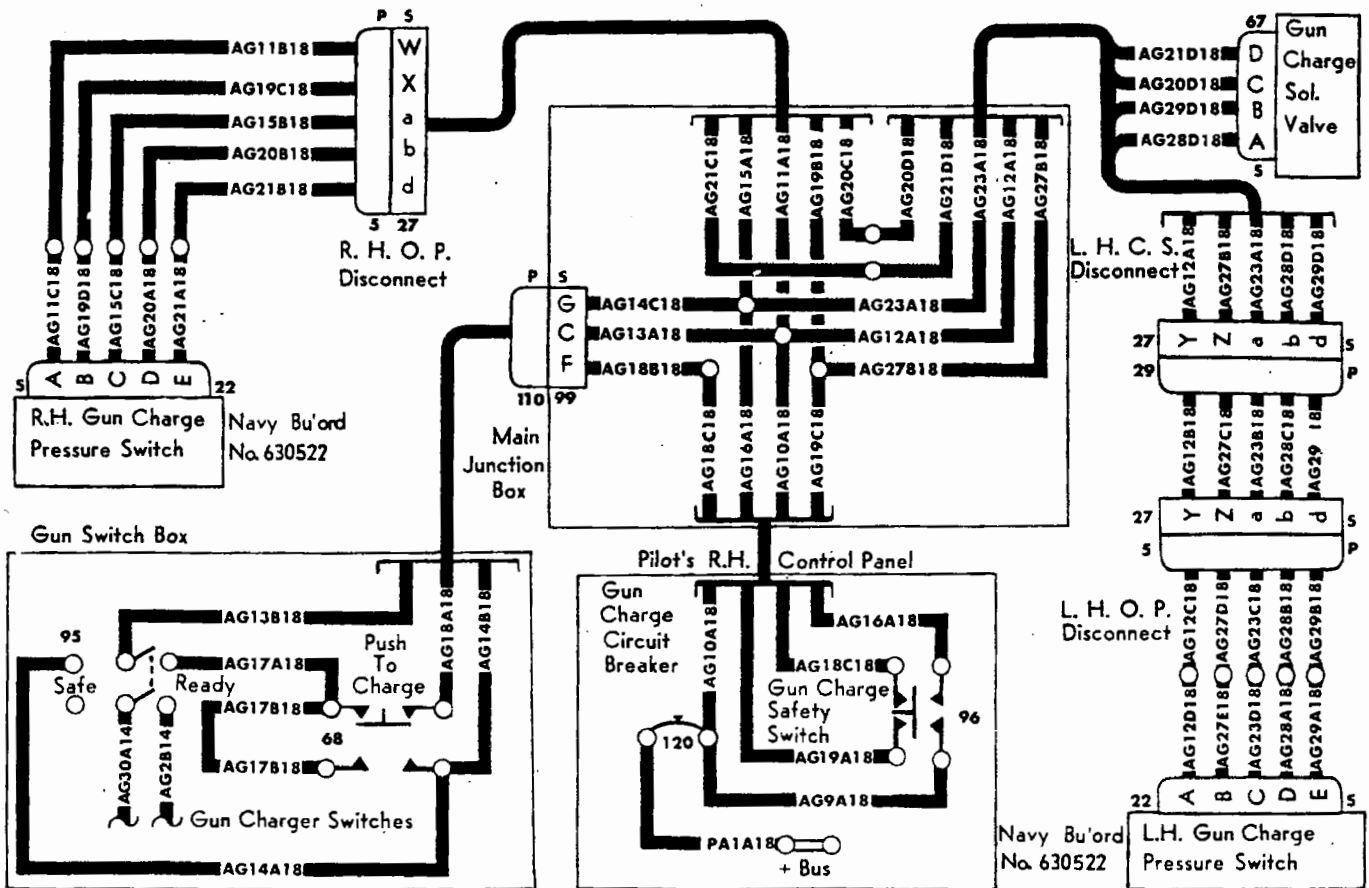 P S
AG11B18 W
AG19C18 X
AG15B18 a
AG20B18 b
AG21B18 d
5 27
R. H. O. P.
Disconnect
AG11C18
AG19D18
AG15C18
AG20A18
AG21A18
S A B C D E 22
R.H. Gun Charge
Pressure Switch
Navy Bu'ord
No. 630522
AG21C18
AG15A18
AG11A18
AG19B18
AG20C18
AG20D18
AG21D18
AG23A18
AG12A18
AG27B18
P S
G AG14C18 AG23A18
C AG13A18 AG12A18
F AG18B18 AG27B18
110 99
Main
Junction
Box
AG18C18
AG16A18
AG10A18
AG19C18
67
AG21D18 D
AG20D18 C
AG29D18 B
AG28D18 A
S
Gun
Charge
Sol.
Valve
L. H. C. S.
Disconnect
AG12A18
AG27B18
AG23A18
AG28D18
AG29D18
27 Y Z a b d S
29 P
AG12B18
AG27C18
AG23B18
AG28C18
AG29 18
27 Y Z a b d S
5 P
L. H. O. P.
Disconnect
AG12C18
AG27D18
AG23C18
AG28B18
AG29B18
AG12D18
AG27E18
AG23D18
AG28A18
AG29A18
22 A B C D E S
L.H. Gun Charge
Pressure Switch
Navy Bu'ord
No. 630522
Gun Switch Box
AG13B18
AG18A18
AG14B18
95
Safe
AG17A18
Ready
Push
To
Charge
AG17B18
68
AG17B18
AG30A14
AG2B14
Gun Charger Switches
AG14A18
Pilot's R.H. Control Panel
Gun
Charge
Circuit
Breaker
AG10A18
AG16A18
AG18C18
Gun Charge
Safety
Switch
96
120
AG19A18
AG9A18
PA1A18
+ Bus